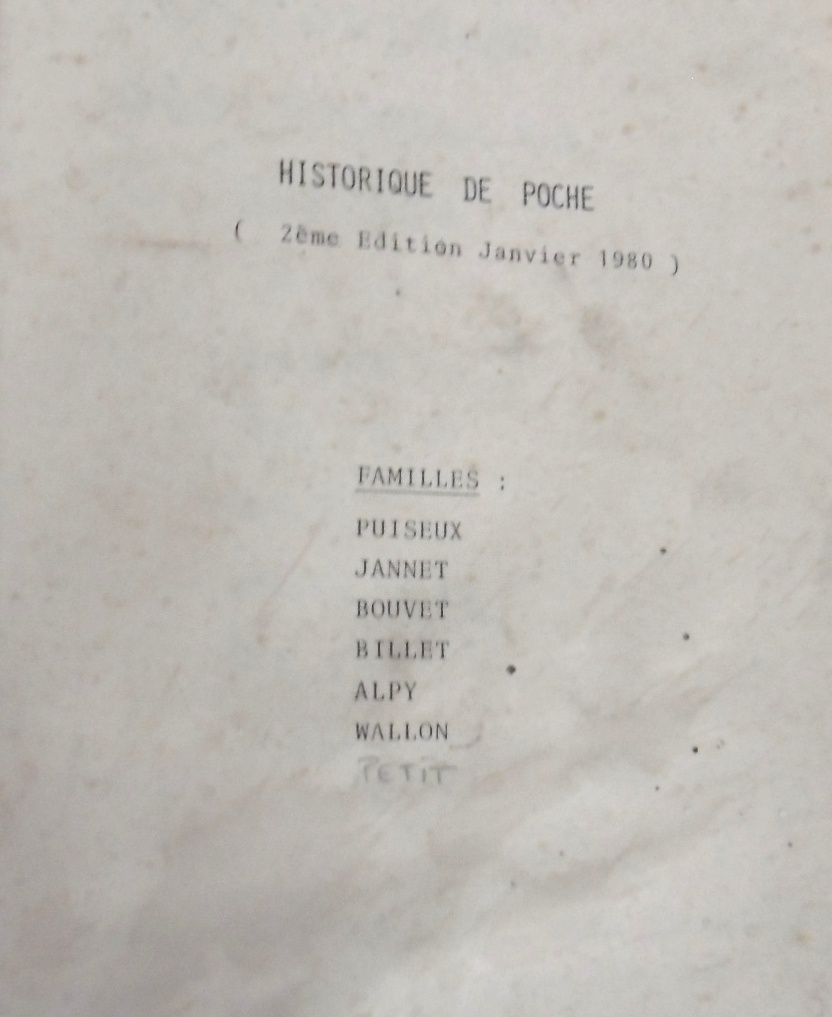 HISTORIQUE DE POCHE
( 2ème Edition Janvier 1980 )
FAMILLES :
PUISEUX
JANNET
BOUVET
BILLET
ALPY
WALLON
PETIT